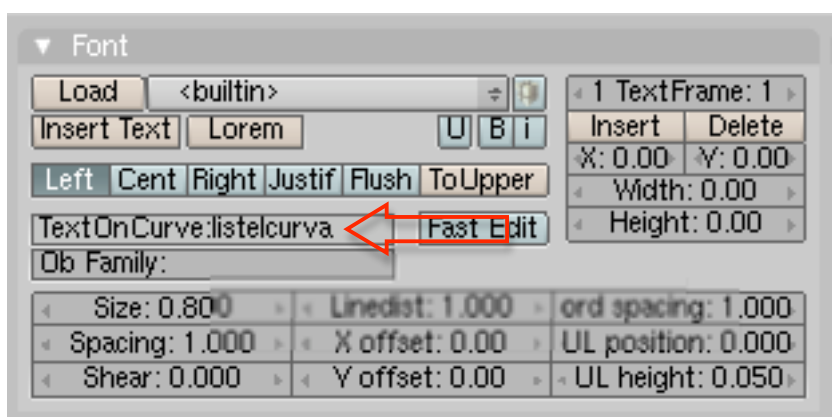 Font
Load <builtin>
Insert Text Lorem U B i
Left Cent Right Justif Flush ToUpper
TextOnCurve:listelcurva Fast Edit
Ob Family:
1 TextFrame: 1
Insert Delete
X: 0.00 Y: 0.00
Width: 0.00
Height: 0.00
Size: 0.800 Linedist: 1.000 ord spacing: 1.000
Spacing: 1.000 X offset: 0.00 UL position: 0.000
Shear: 0.000 Y offset: 0.00 UL height: 0.050